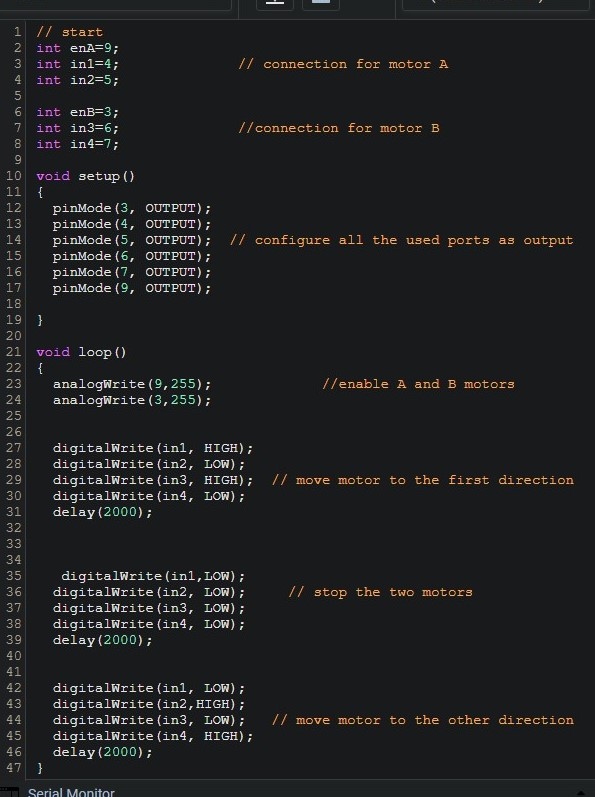 1 // start
2 int enA=9;
3 int in1=4; // connection for motor A
4 int in2=5;
5
6 int enB=3;
7 int in3=6; //connection for motor B
8 int in4=7;
9
10 void setup()
11 {
12 pinMode(3, OUTPUT);
13 pinMode(4, OUTPUT);
14 pinMode(5, OUTPUT); // configure all the used ports as output
15 pinMode(6, OUTPUT);
16 pinMode(7, OUTPUT);
17 pinMode(9, OUTPUT);
18
19 }
20
21 void loop()
22 {
23 analogWrite(9,255); //enable A and B motors
24 analogWrite(3,255);
25
26
27 digitalWrite(in1, HIGH);
28 digitalWrite(in2, LOW);
29 digitalWrite(in3, HIGH); // move motor to the first direction
30 digitalWrite(in4, LOW);
31 delay(2000);
32
33
34
35 digitalWrite(in1,LOW);
36 digitalWrite(in2, LOW); // stop the two motors
37 digitalWrite(in3, LOW);
38 digitalWrite(in4, LOW);
39 delay(2000);
40
41
42 digitalWrite(in1, LOW);
43 digitalWrite(in2,HIGH);
44 digitalWrite(in3, LOW); // move motor to the other direction
45 digitalWrite(in4, HIGH);
46 delay(2000);
47 }
Serial Monitor